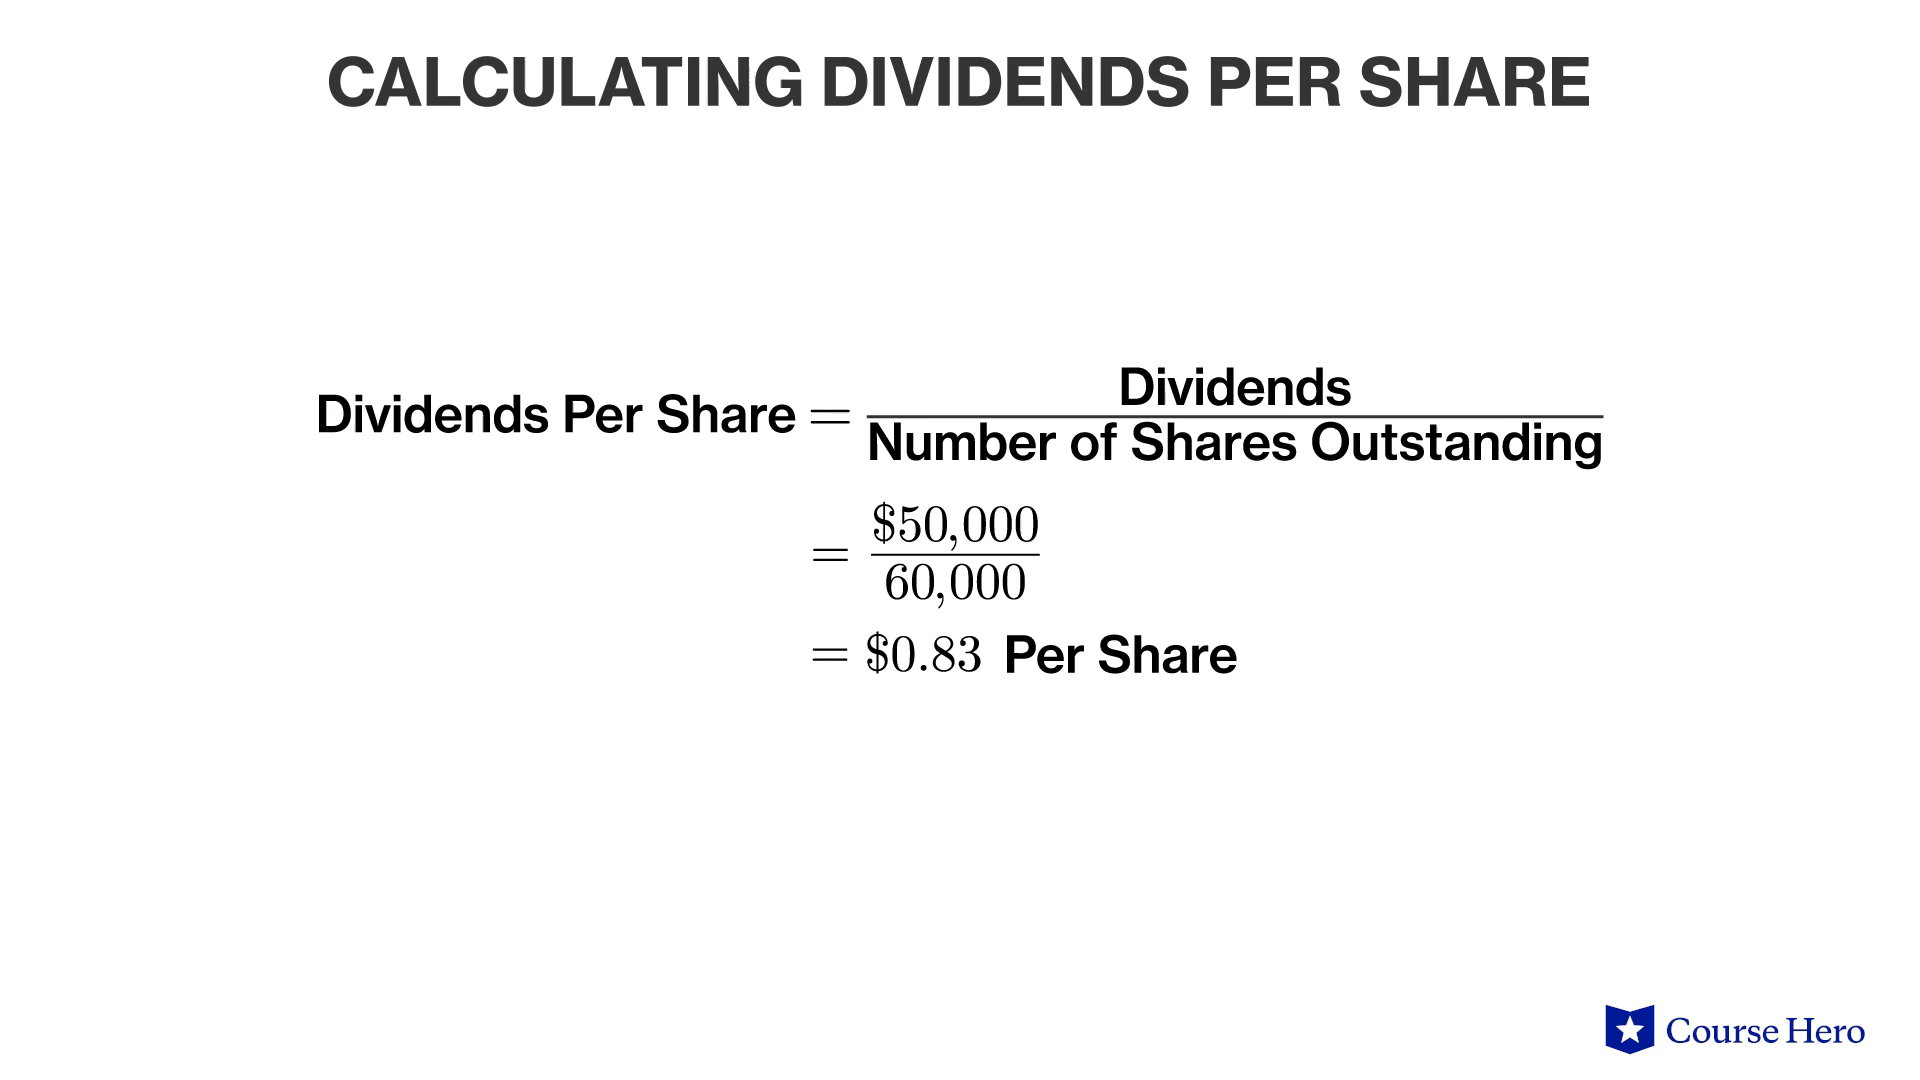 CALCULATING DIVIDENDS PER SHARE
Dividends Per Share = Dividends / Number of Shares Outstanding
= $50,000 / 60,000
= $0.83 Per Share
Course Hero